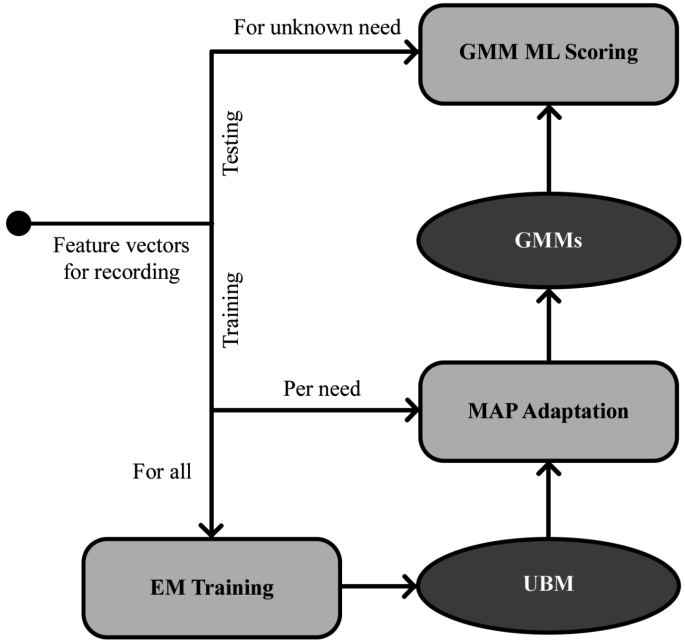 For unknown need
GMM ML Scoring
Testing
Feature vectors
for recording
GMMs
Training
Per need
MAP Adaptation
For all
EM Training
UBM